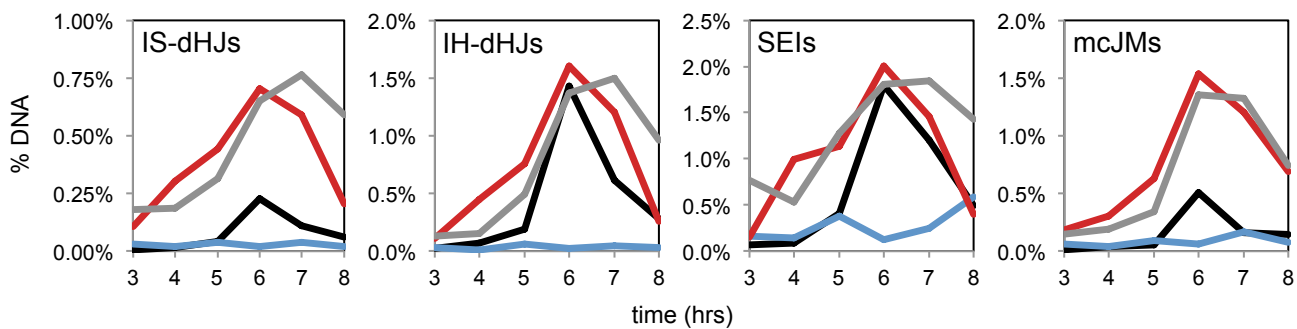 IS-dHJs
IH-dHJs
SEIs
mcJMs
% DNA
1.00%
0.75%
0.50%
0.25%
0.00%
2.0%
1.5%
1.0%
0.5%
0.0%
2.5%
2.0%
1.5%
1.0%
0.5%
0.0%
2.0%
1.5%
1.0%
0.5%
0.0%
3 4 5 6 7 8
3 4 5 6 7 8
3 4 5 6 7 8
3 4 5 6 7 8
time (hrs)